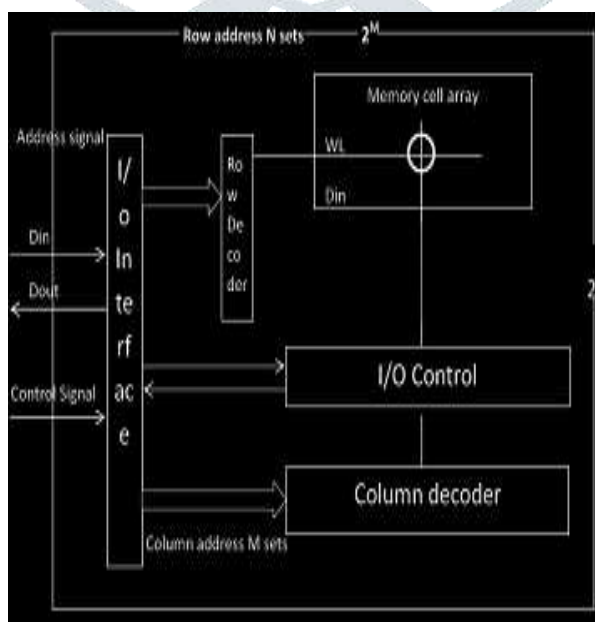 Row address N sets 2^M
Memory cell array
Address signal
I/
o
In
te
rf
ac
e
Ro
w
De
co
der
WL
Din
Din
Dout
2
I/O Control
Control Signal
Column decoder
Column address M sets